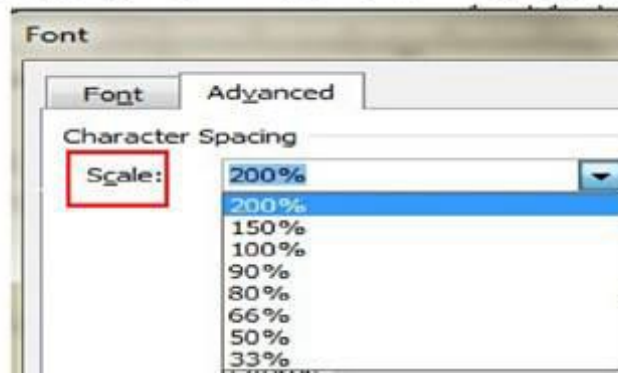 Font
Font Advanced
Character Spacing
Scale: 200%
200%
150%
100%
90%
80%
66%
50%
33%